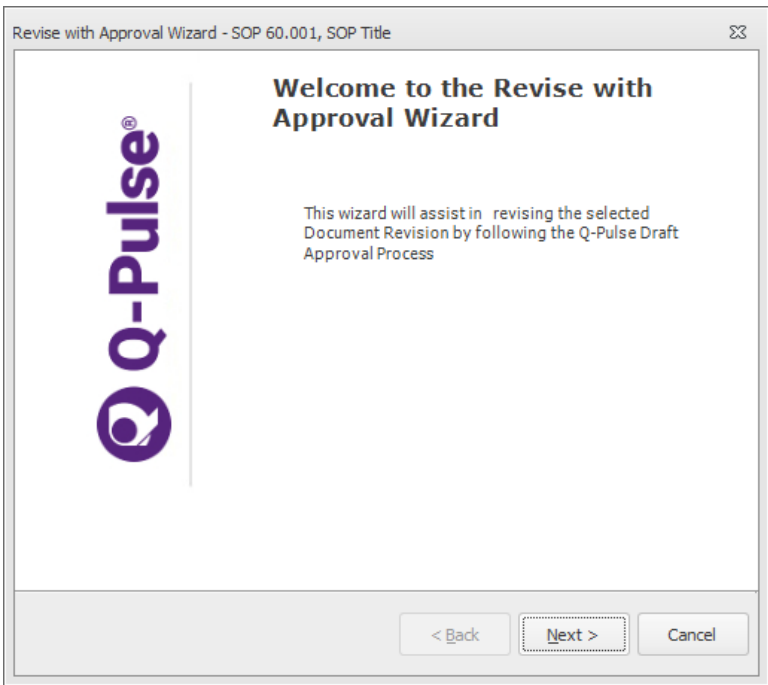 Revise with Approval Wizard - SOP 60.001, SOP Title
Welcome to the Revise with
Approval Wizard
Q-Pulse®
This wizard will assist in  revising the selected
Document Revision by following the Q-Pulse Draft
Approval Process
< Back
Next >
Cancel